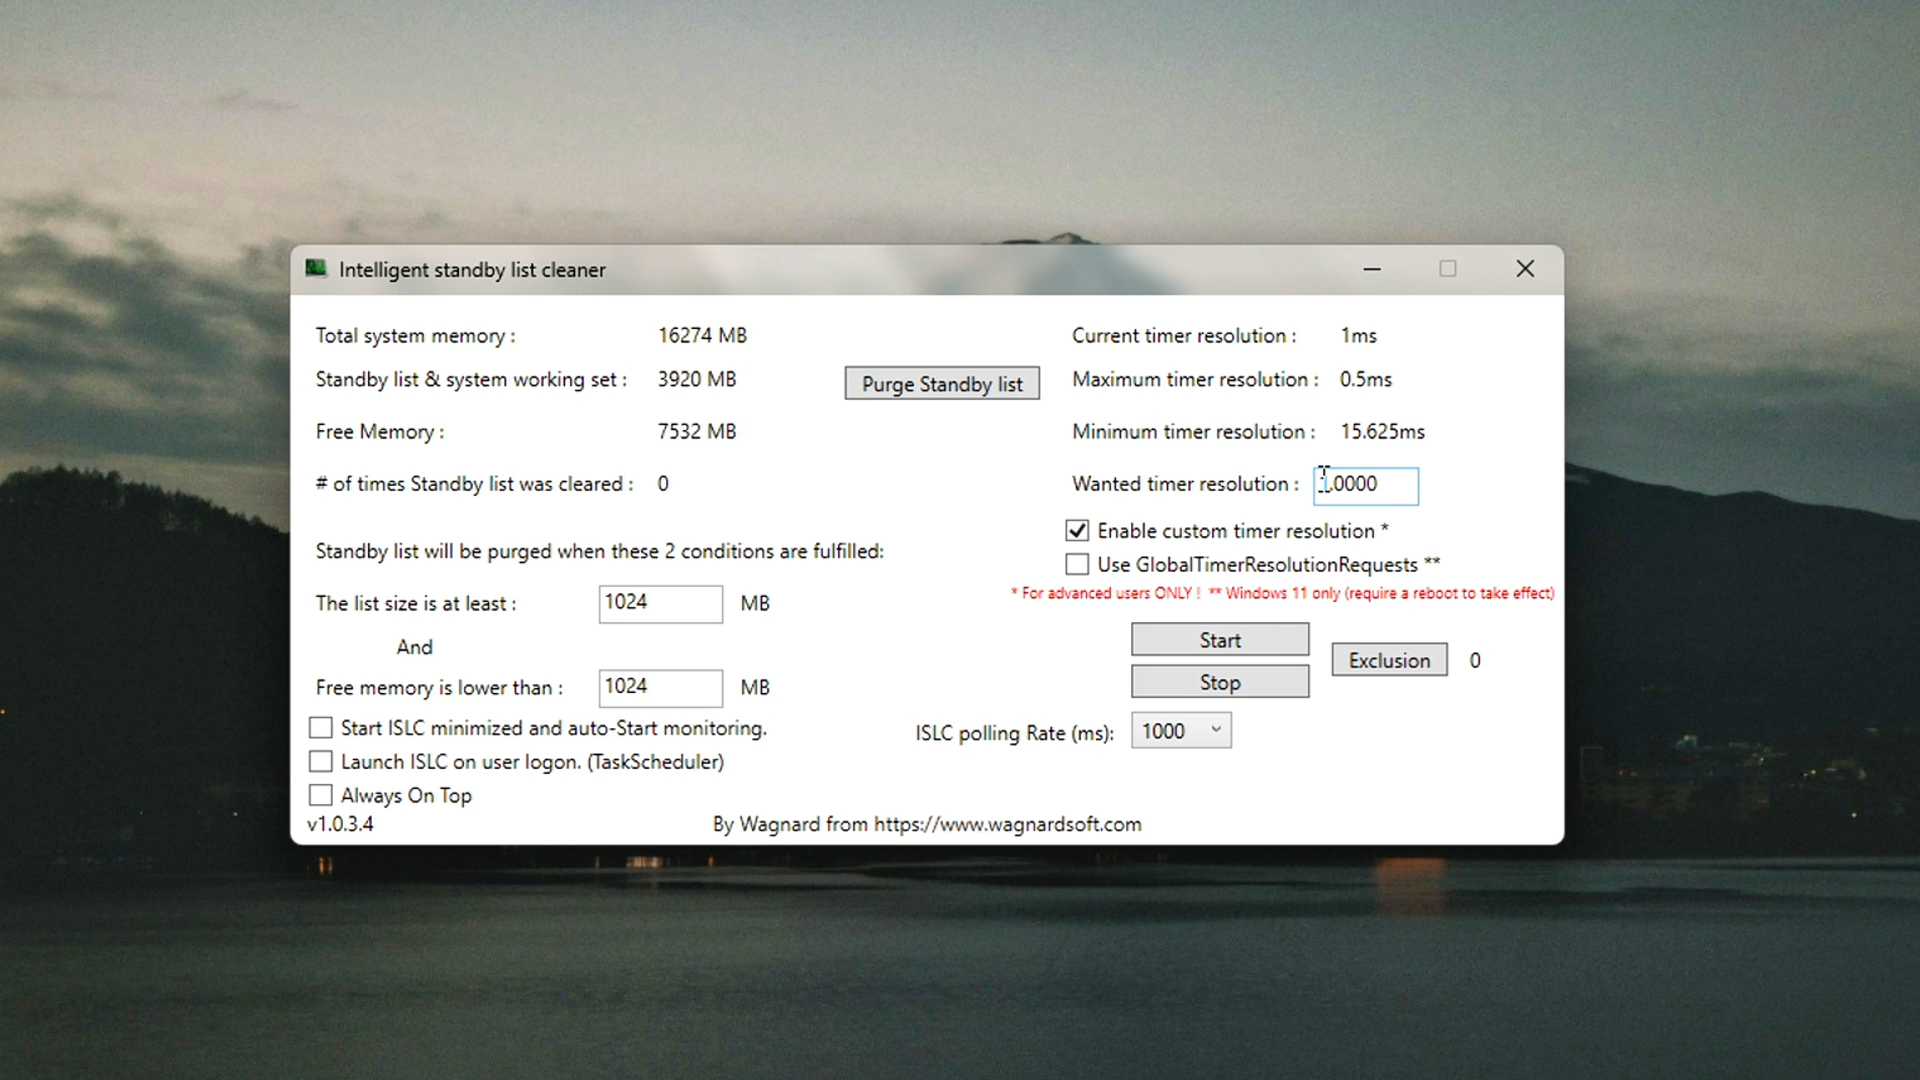 Intelligent standby list cleaner
Total system memory : 16274 MB
Standby list & system working set : 3920 MB
Purge Standby list
Free Memory : 7532 MB
# of times Standby list was cleared : 0
Standby list will be purged when these 2 conditions are fulfilled:
The list size is at least : 1024 MB
And
Free memory is lower than : 1024 MB
Start ISLC minimized and auto-Start monitoring.
Launch ISLC on user logon. (TaskScheduler)
Always On Top
v1.0.3.4
Current timer resolution : 1ms
Maximum timer resolution : 0.5ms
Minimum timer resolution : 15.625ms
Wanted timer resolution : .0000
Enable custom timer resolution *
Use GlobalTimerResolutionRequests **
* For advanced users ONLY ! ** Windows 11 only (require a reboot to take effect)
Start
Stop
Exclusion 0
ISLC polling Rate (ms): 1000
By Wagnard from https://www.wagnardsoft.com